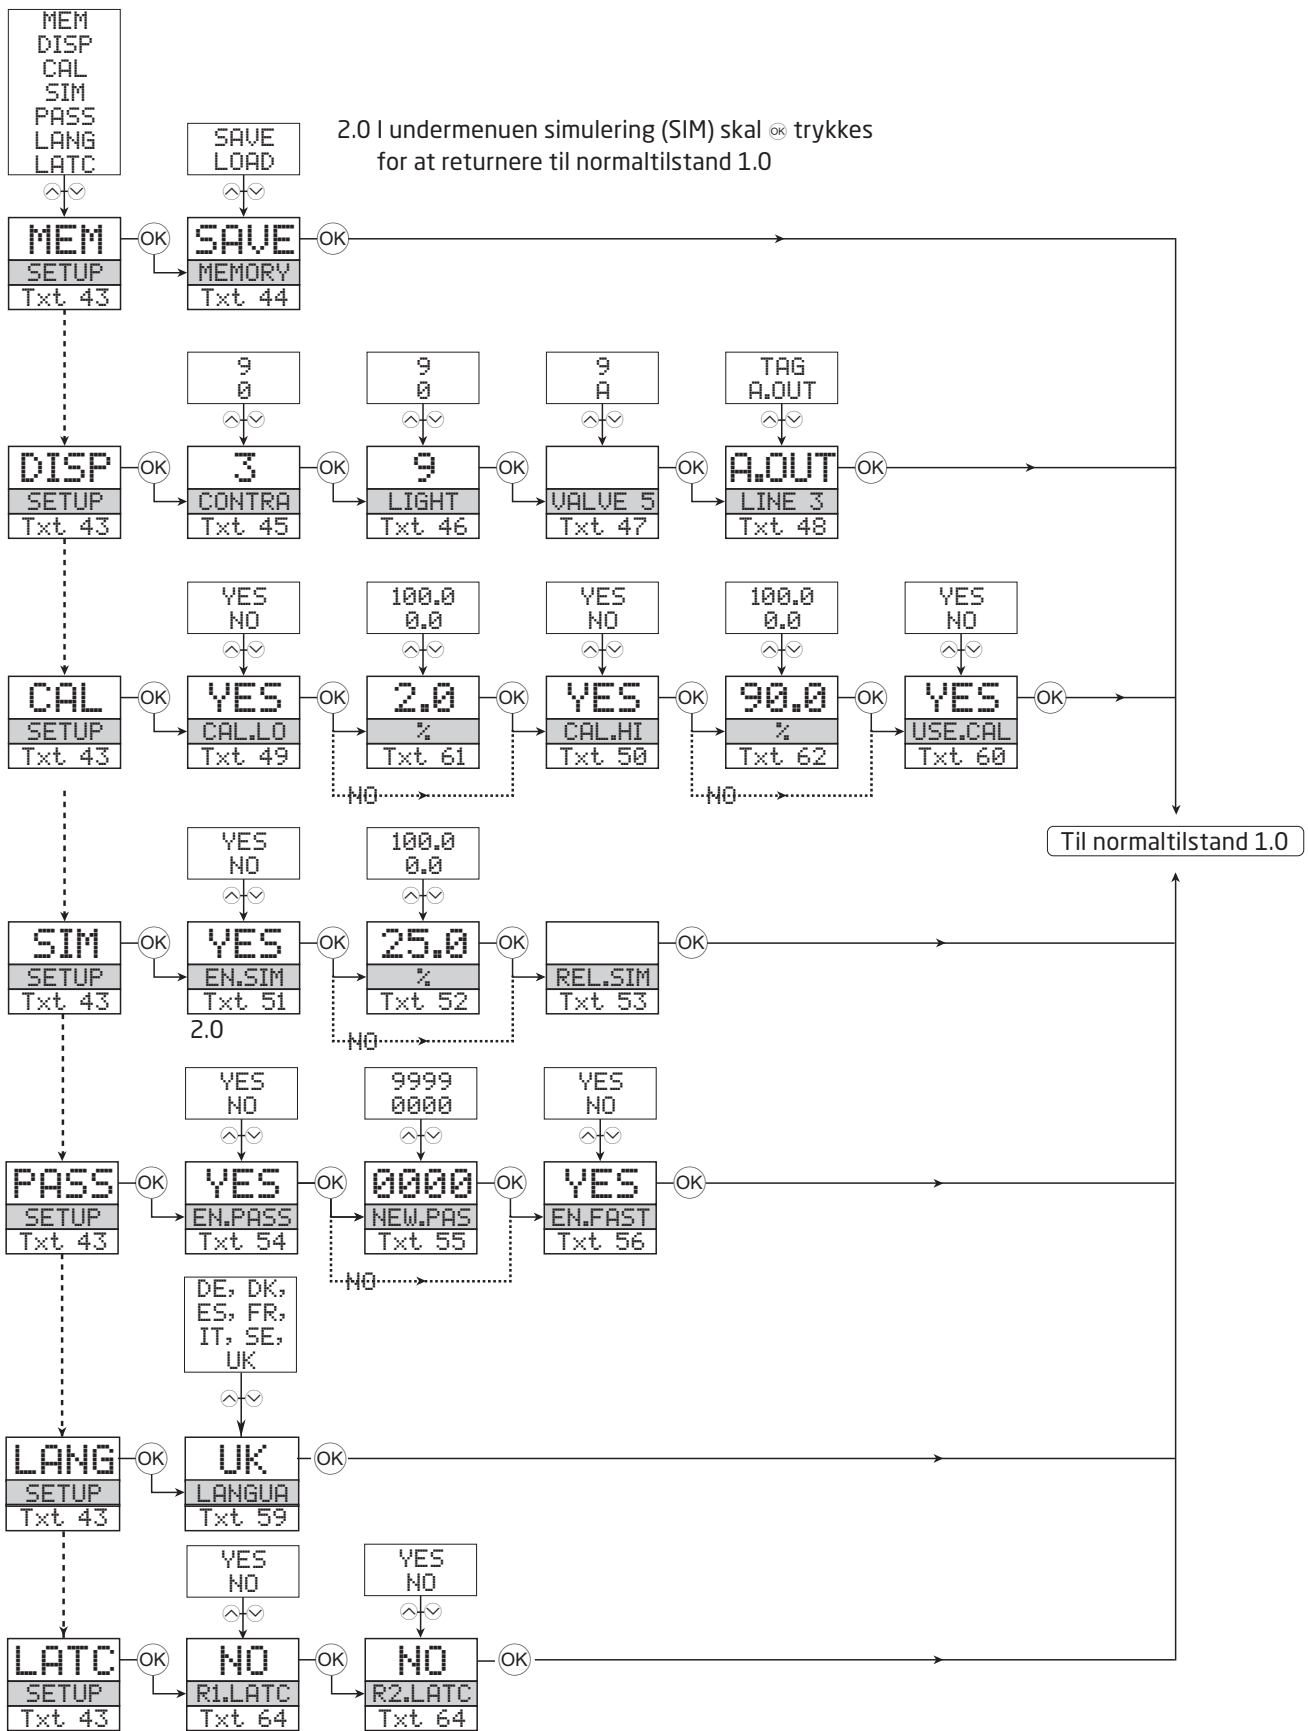 MEM
DISP
CAL
SIM
PASS
LANG
LATC
2.0 I undermenuen simulering (SIM) skal OK trykkes
for at returnere til normaltilstand 1.0
SAVE
LOAD
MEM OK SAVE OK
SETUP MEMORY
Txt 43 Txt 44
9 9 9 TAG
0 0 A A.OUT
DISP OK 3 OK 9 OK OK A.OUT OK
SETUP CONTRA LIGHT VALVE 5 LINE 3
Txt 43 Txt 45 Txt 46 Txt 47 Txt 48
YES 100.0 YES 100.0 YES
NO 0.0 NO 0.0 NO
CAL OK YES OK 2.0 OK YES OK 90.0 OK YES OK
SETUP CAL.LO % CAL.HI % USE.CAL
Txt 43 Txt 49 Txt 61 Txt 50 Txt 62 Txt 60
NO NO
Til normaltilstand 1.0
YES 100.0
NO 0.0
SIM OK YES OK 25.0 OK OK
SETUP EN.SIM % REL.SIM
Txt 43 Txt 51 Txt 52 Txt 53
2.0
NO
YES 9999 YES
NO 0000 NO
PASS OK YES OK 0000 OK YES OK
SETUP EN.PASS NEW.PAS EN.FAST
Txt 43 Txt 54 Txt 55 Txt 56
NO
DE, DK,
ES, FR,
IT, SE,
UK
LANG OK UK OK
SETUP LANGUA
Txt 43 Txt 59
YES YES
NO NO
LATC OK NO OK NO OK
SETUP R1.LATC R2.LATC
Txt 43 Txt 64 Txt 64